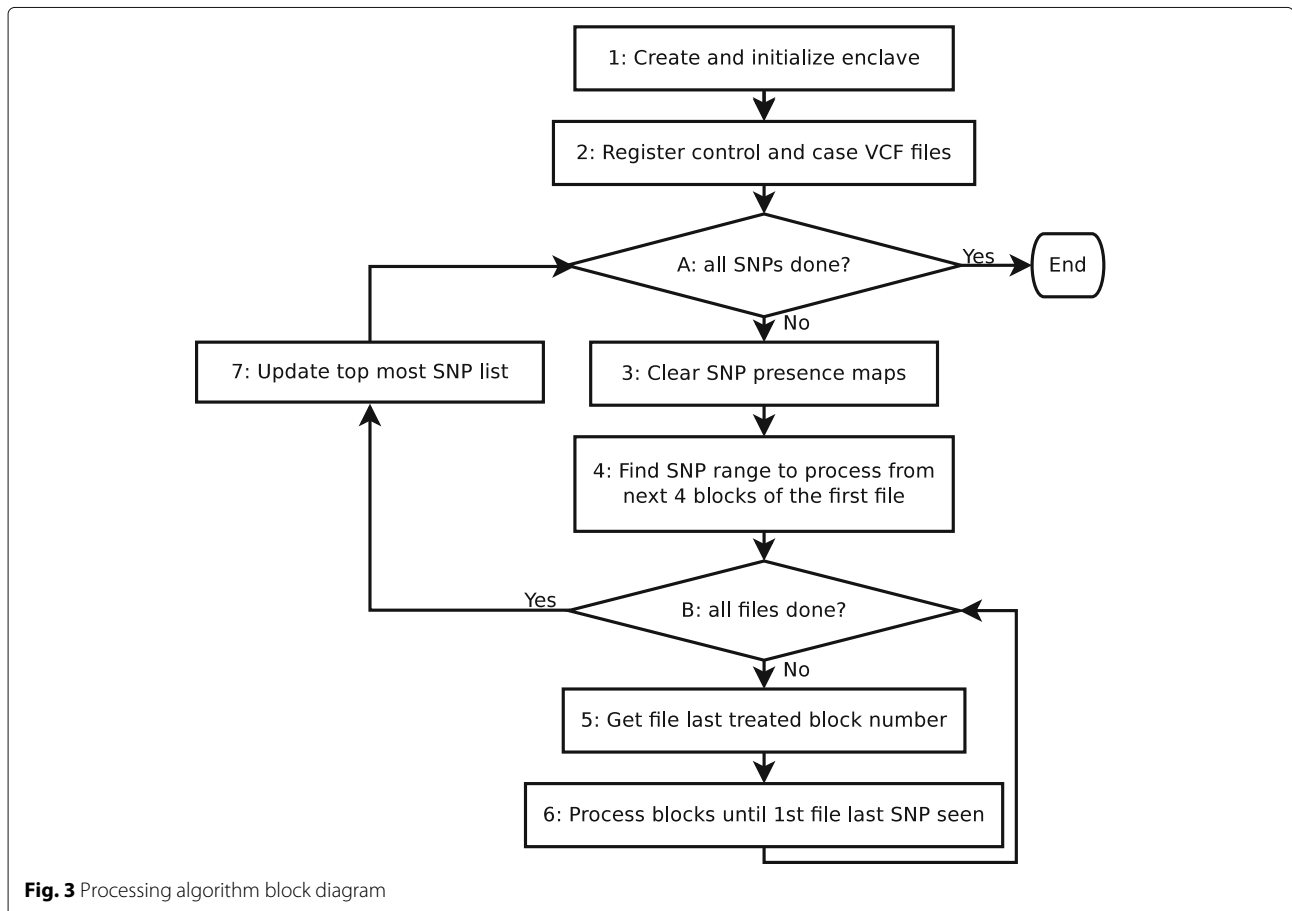 1: Create and initialize enclave
2: Register control and case VCF files
A: all SNPs done?
Yes
End
No
7: Update top most SNP list
3: Clear SNP presence maps
4: Find SNP range to process from
next 4 blocks of the first file
Yes
B: all files done?
No
5: Get file last treated block number
6: Process blocks until 1st file last SNP seen
Fig. 3 Processing algorithm block diagram